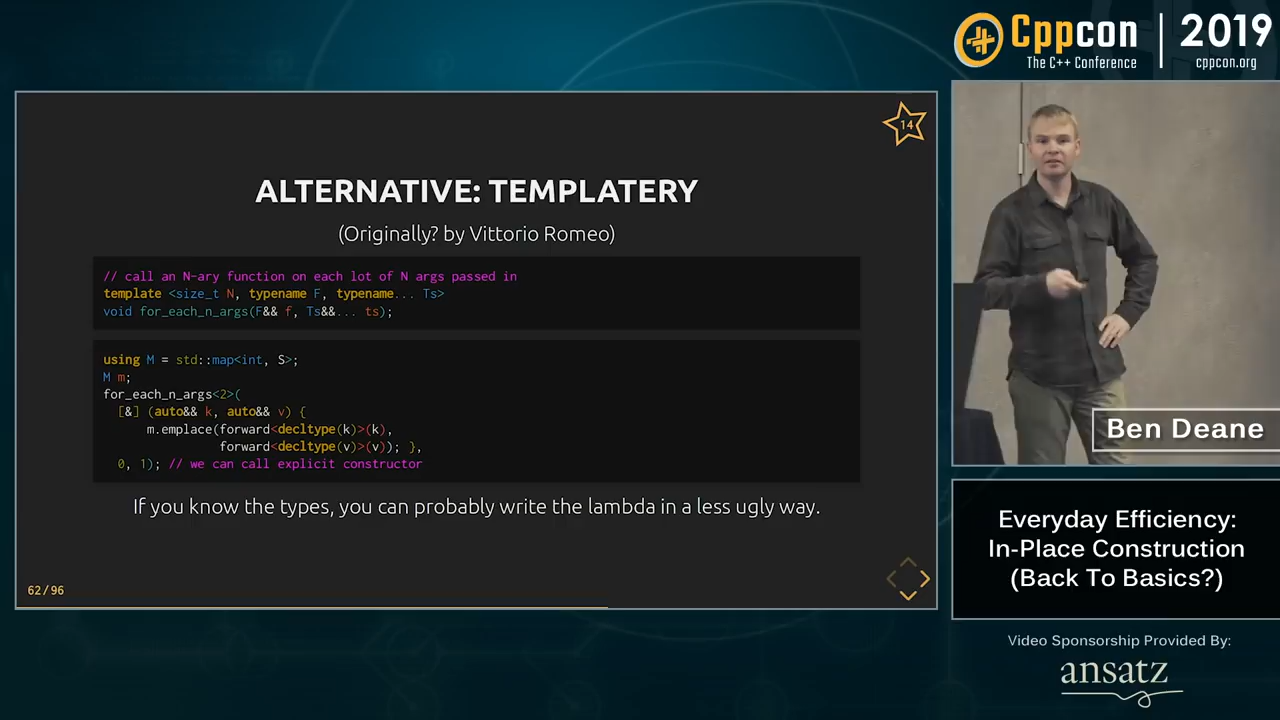 Cppcon
The C++ Conference
2019
cppcon.org
14
ALTERNATIVE: TEMPLATERY
(Originally? by Vittorio Romeo)
// call an N-ary function on each lot of N args passed in
template <size_t N, typename F, typename... Ts>
void for_each_n_args(F&& f, Ts&&... ts);
using M = std::map<int, S>;
M m;
for_each_n_args<2>(
[&] (auto&& k, auto&& v) {
m.emplace(forward<decltype(k)>(k),
forward<decltype(v)>(v)); },
0, 1); // we can call explicit constructor
If you know the types, you can probably write the lambda in a less ugly way.
62/96
Ben Deane
Everyday Efficiency:
In-Place Construction
(Back To Basics?)
Video Sponsorship Provided By:
ansatz